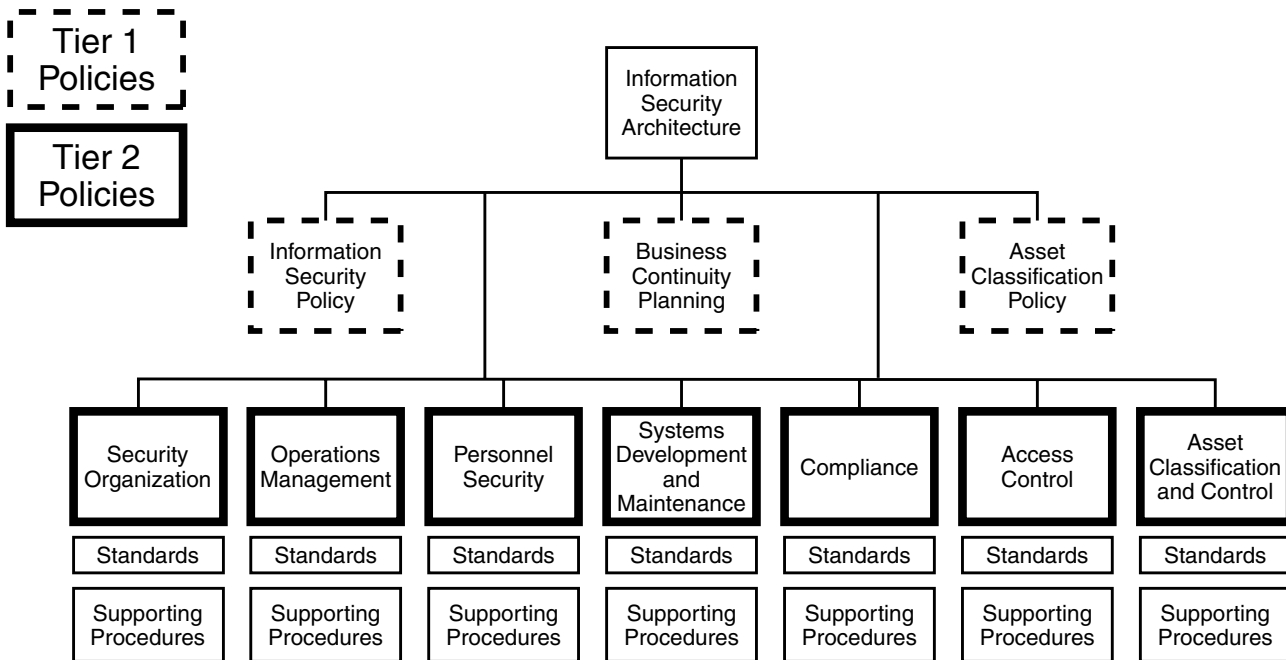 Tier 1
Policies
Tier 2
Policies
Information
Security
Architecture
Information
Security
Policy
Business
Continuity
Planning
Asset
Classification
Policy
Security
Organization
Operations
Management
Personnel
Security
Systems
Development
and
Maintenance
Compliance
Access
Control
Asset
Classification
and Control
Standards
Standards
Standards
Standards
Standards
Standards
Standards
Supporting
Procedures
Supporting
Procedures
Supporting
Procedures
Supporting
Procedures
Supporting
Procedures
Supporting
Procedures
Supporting
Procedures